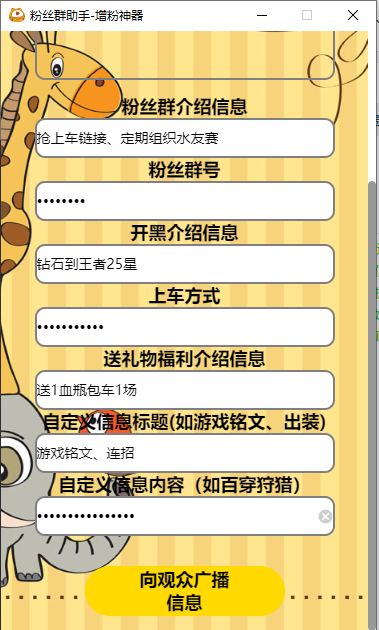 粉丝群助手-增粉神器
粉丝群介绍信息
抢上车链接、定期组织水友赛
粉丝群号
••••••••
开黑介绍信息
钻石到王者25星
上车方式
•••••••••••
送礼物福利介绍信息
送1血瓶包车1场
自定义信息标题(如游戏铭文、出装)
游戏铭文、连招
自定义信息内容（如百穿狩猎）
••••••••••••••••
向观众广播
信息